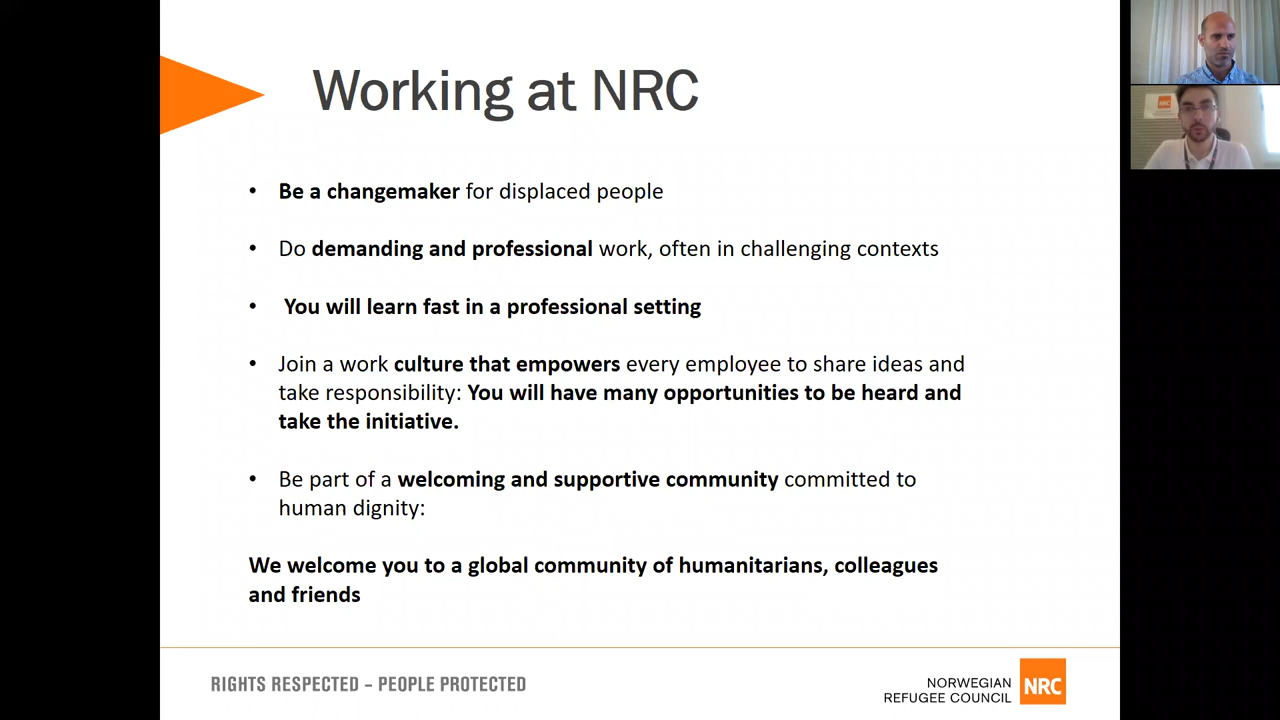 Working at NRC
• Be a changemaker for displaced people
• Do demanding and professional work, often in challenging contexts
• You will learn fast in a professional setting
• Join a work culture that empowers every employee to share ideas and
take responsibility: You will have many opportunities to be heard and
take the initiative.
• Be part of a welcoming and supportive community committed to
human dignity:
We welcome you to a global community of humanitarians, colleagues
and friends
RIGHTS RESPECTED – PEOPLE PROTECTED
NORWEGIAN
REFUGEE COUNCIL
NRC
NRC